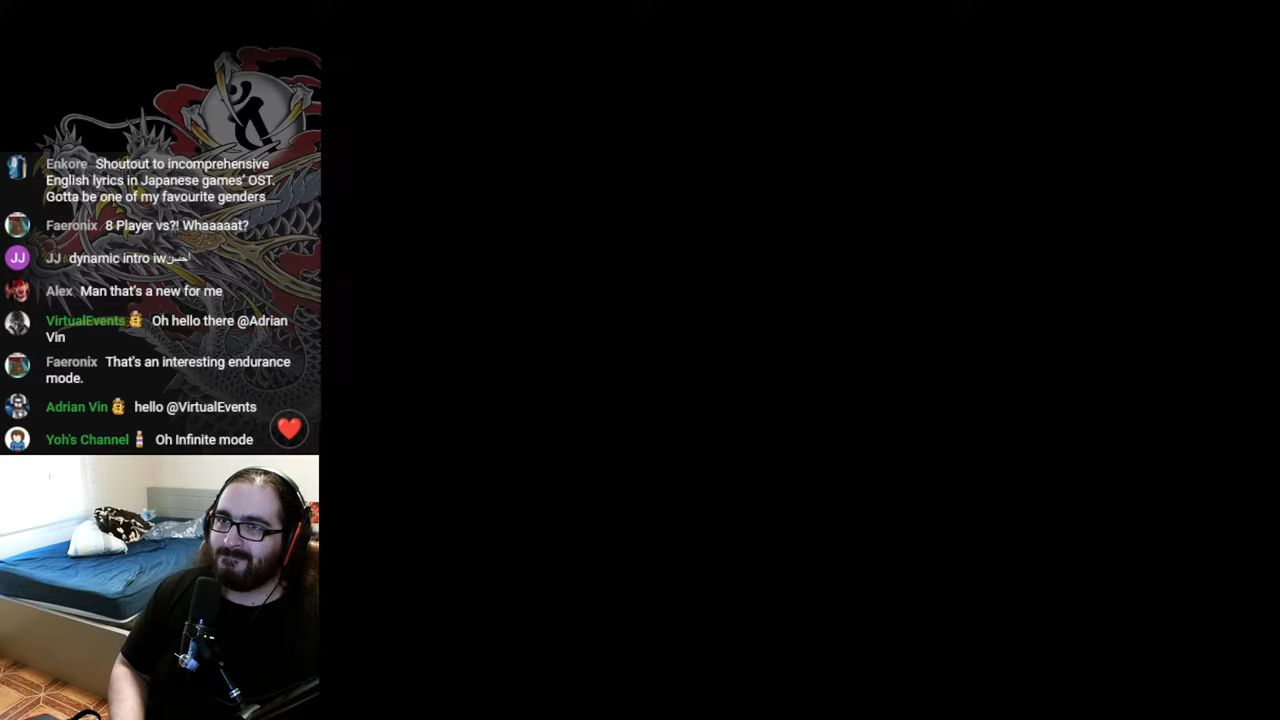 Enkore Shoutout to incomprehensive
English lyrics in Japanese games' OST.
Gotta be one of my favourite genders
Faeronix 8 Player vs?! Whaaaaat?
JJ JJ dynamic intro iwاحسن
Alex Man that's a new for me
VirtualEvents Oh hello there @Adrian
Vin
Faeronix That's an interesting endurance
mode.
Adrian Vin hello @VirtualEvents
Yoh's Channel Oh Infinite mode